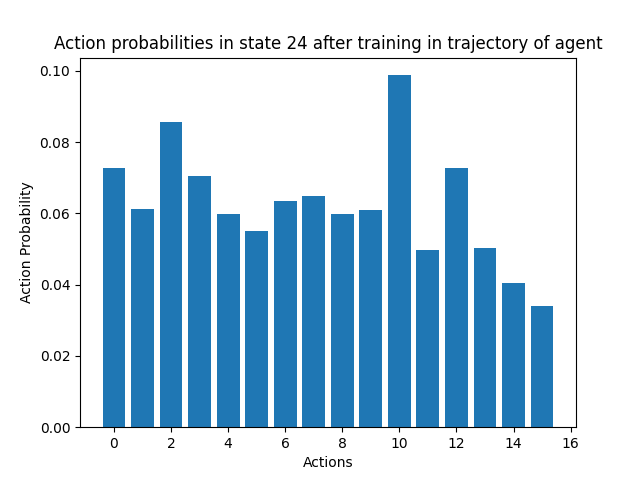 Action probabilities in state 24 after training in trajectory of agent
Action Probability
0.10
0.08
0.06
0.04
0.02
0.00
0 2 4 6 8 10 12 14 16
Actions